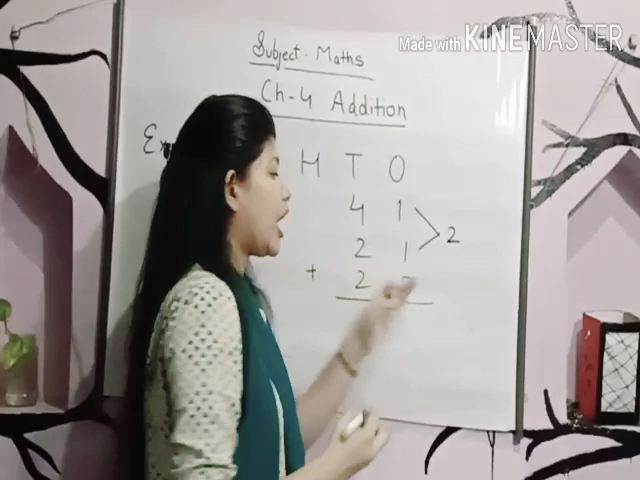 Made with KINEMASTER
Subject - Maths
Ch-4 Addition
H T O
4 1
2 1 2
+ 2